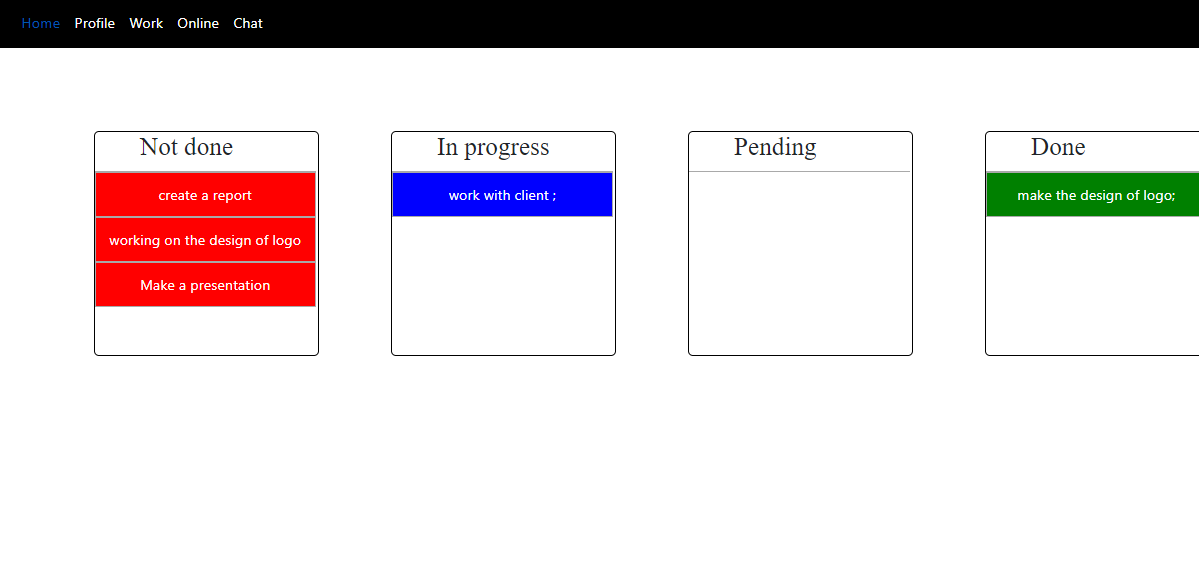 Home Profile Work Online Chat
Not done
create a report
working on the design of logo
Make a presentation
In progress
work with client ;
Pending
Done
make the design of logo;